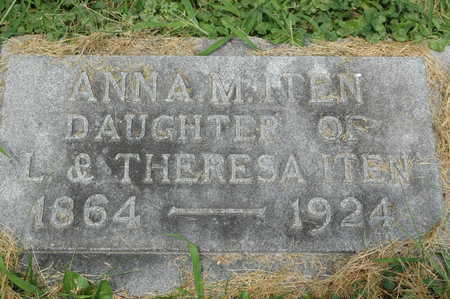 ANNA M. ITEN
DAUGHTER OF
L. & THERESA ITEN
1864 — 1924